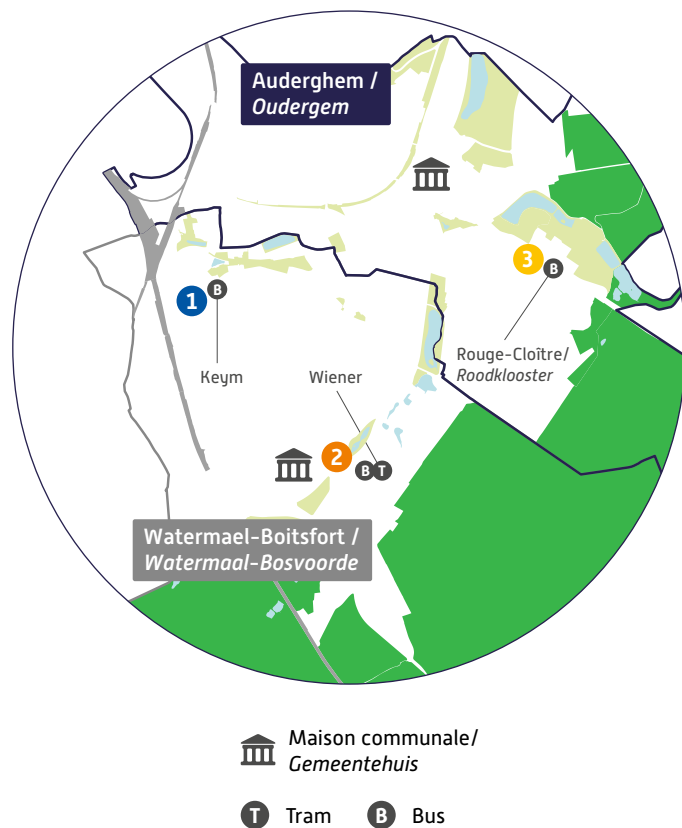 Auderghem /
Oudergem
3
B
1
B
Rouge-Cloître/
Roodklooster
Keym
Wiener
2
B T
Watermael-Boitsfort /
Watermaal-Bosvoorde
Maison communale/
Gemeentehuis
T Tram B Bus